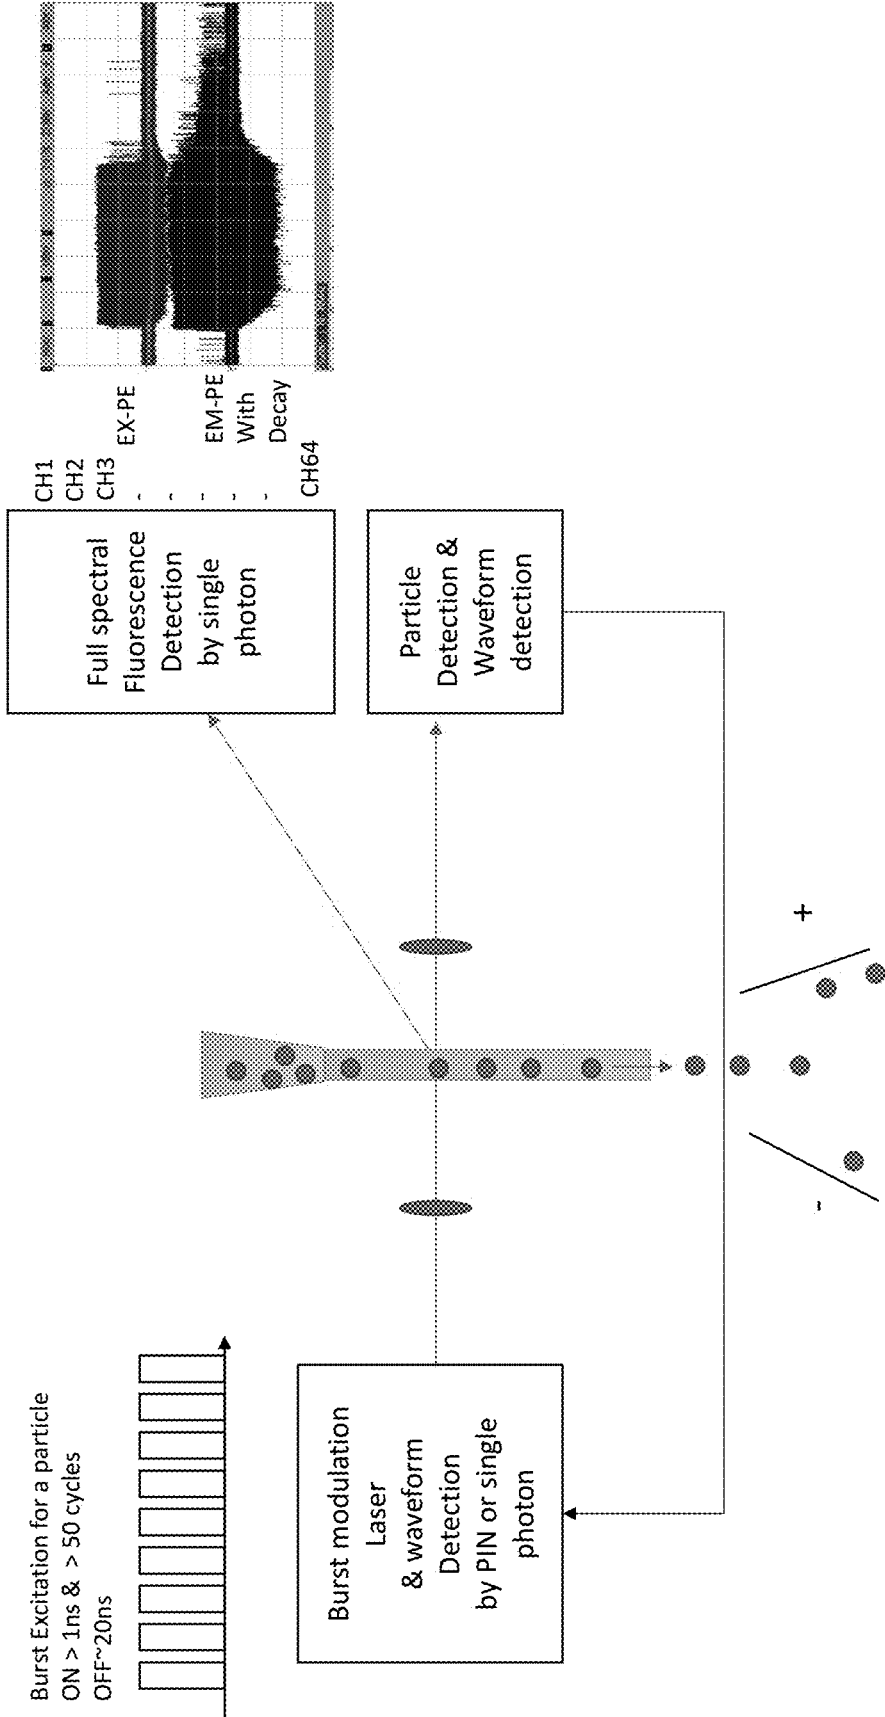 Burst Excitation for a particle
ON > 1ns & > 50 cycles
OFF~20ns
Burst modulation
Laser
& waveform
Detection
by PIN or single
photon
-
+
Full spectral
Fluorescence
Detection
by single
photon
Particle
Detection &
Waveform
detection
CH1
CH2
CH3
-
-
-
-
-
CH64
EX-PE
EM-PE
With
Decay